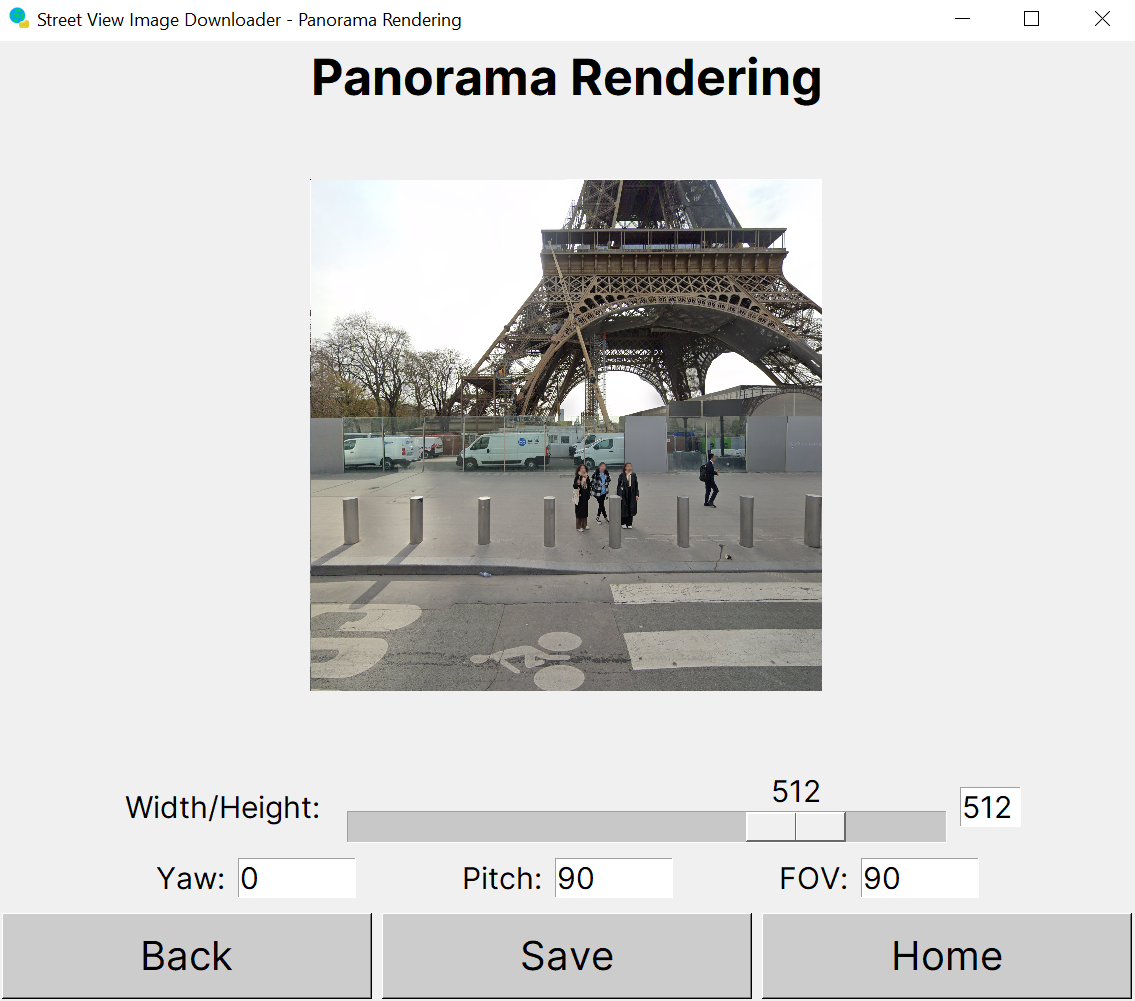 Street View Image Downloader - Panorama Rendering
Panorama Rendering
512
Width/Height: 512
Yaw: 0 Pitch: 90 FOV: 90
Back Save Home